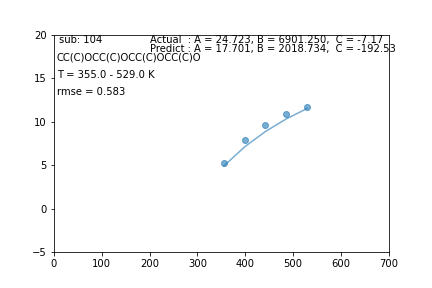 sub: 104
Actual : A = 24.723, B = 6901.250, C = -7.17
Predict : A = 17.701, B = 2018.734, C = -192.53
CC(C)OCC(C)OCC(C)OCC(C)O
T = 355.0 - 529.0 K
rmse = 0.583
20
15
10
5
0
−5
0 100 200 300 400 500 600 700